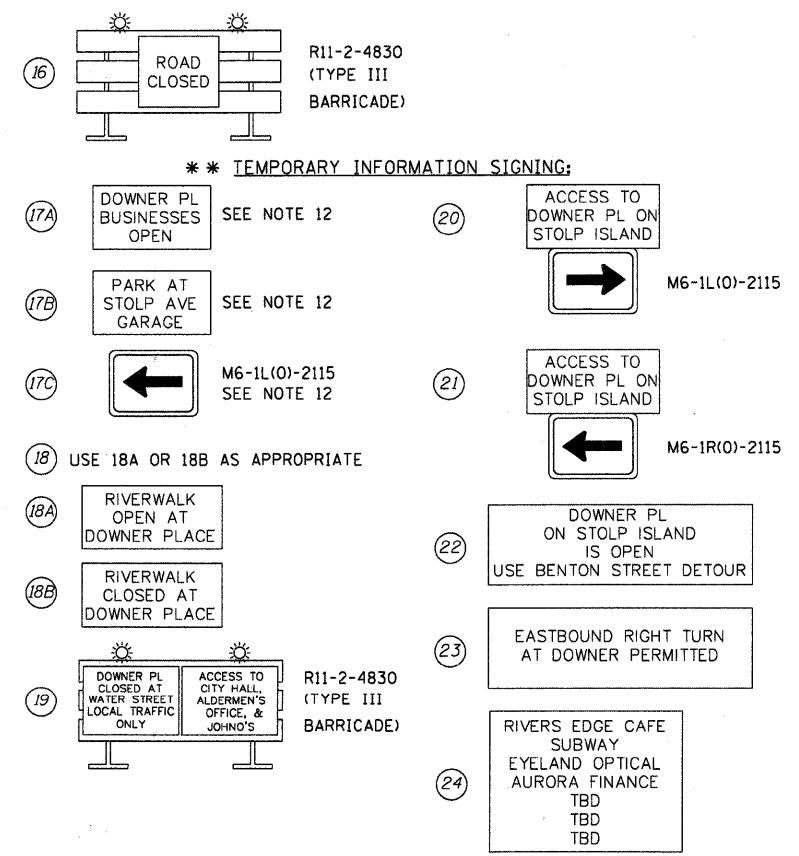 16
ROAD
CLOSED
R11-2-4830
(TYPE III
BARRICADE)
** TEMPORARY INFORMATION SIGNING:
17A
DOWNER PL
BUSINESSES
OPEN
SEE NOTE 12
17B
PARK AT
STOLP AVE
GARAGE
SEE NOTE 12
17C
M6-1L(O)-2115
SEE NOTE 12
18
USE 18A OR 18B AS APPROPRIATE
18A
RIVERWALK
OPEN AT
DOWNER PLACE
18B
RIVERWALK
CLOSED AT
DOWNER PLACE
19
DOWNER PL
CLOSED AT
WATER STREET
LOCAL TRAFFIC
ONLY
ACCESS TO
CITY HALL,
ALDERMEN'S
OFFICE, &
JOHNO'S
R11-2-4830
(TYPE III
BARRICADE)
20
ACCESS TO
DOWNER PL ON
STOLP ISLAND
M6-1L(O)-2115
21
ACCESS TO
DOWNER PL ON
STOLP ISLAND
M6-1R(O)-2115
22
DOWNER PL
ON STOLP ISLAND
IS OPEN
USE BENTON STREET DETOUR
23
EASTBOUND RIGHT TURN
AT DOWNER PERMITTED
24
RIVERS EDGE CAFE
SUBWAY
EYELAND OPTICAL
AURORA FINANCE
TBD
TBD
TBD